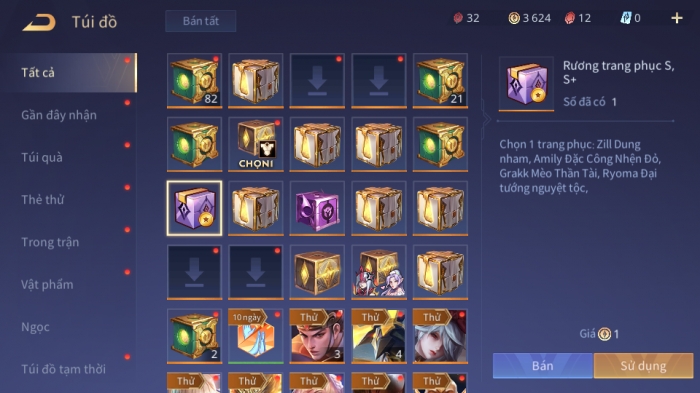 Túi đồ
Bán tất
32
3 624
12
0
Tất cả
Gần đây nhận
Túi quà
Thẻ thử
Trong trận
Vật phẩm
Ngọc
Túi đồ tạm thời
82
21
CHỌN1
2
10 ngày
Thử
3
Thử
4
Thử
Thử
Thử
Thử
Thử
Thử
Rương trang phục S,
S+
Số đã có 1
Chọn 1 trang phục: Zill Dung
nham, Amily Đặc Công Nhện Đỏ,
Grakk Mèo Thần Tài, Ryoma Đại
tướng nguyệt tộc,
Giá 1
Bán
Sử dụng